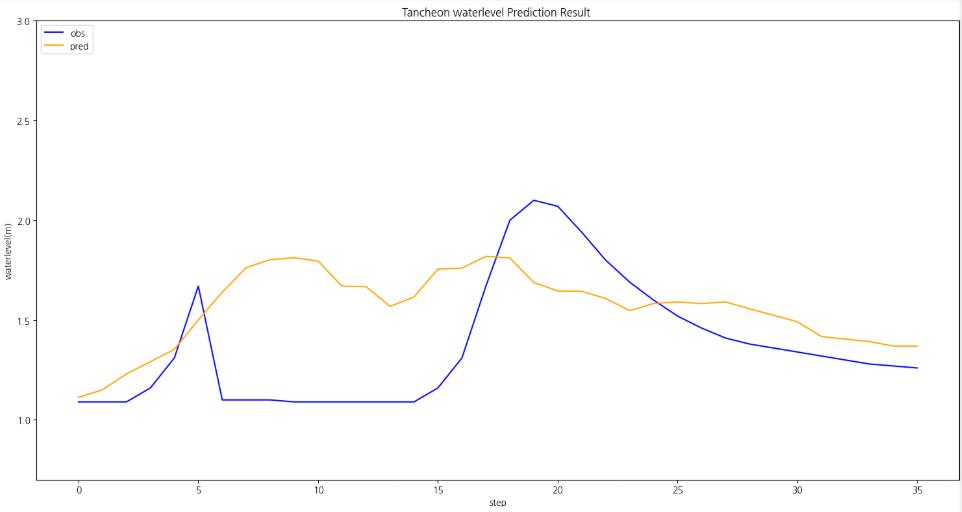 Tancheon waterlevel Prediction Result
obs
pred
waterlevel(m)
3.0
2.5
2.0
1.5
1.0
0 5 10 15 20 25 30 35
step